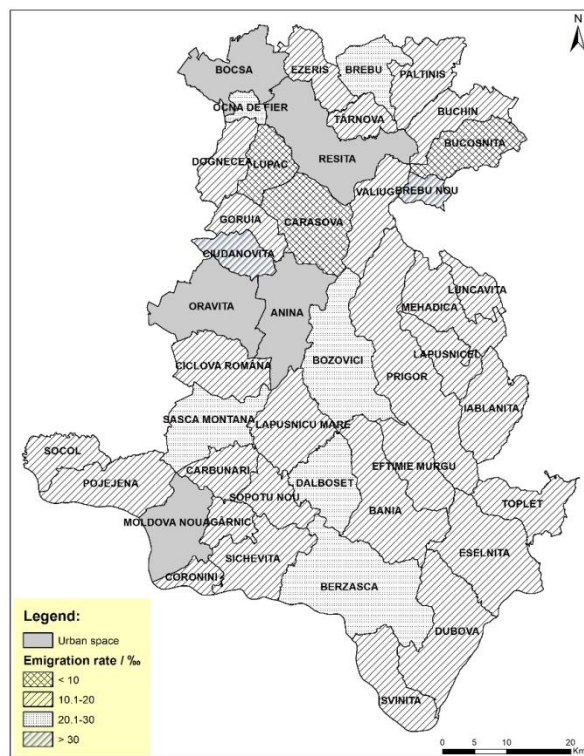 N
BOCSA
EZERIS
BREBU
PALTINIS
OCNA DE FIER
TÂRNOVA
BUCHIN
BUCOSNITA
RESITA
DOGNECEA
LUPAC
VALIUG
BREBU NOU
GORUIA
CARASOVA
CIUDANOVITA
LUNCAVITA
MEHADICA
ORAVITA
ANINA
BOZOVICI
LAPUSNICEL
CICLOVA ROMÂNA
PRIGOR
IABLANITA
SASCA MONTANA
LAPUSNICU MARE
SOCOL
CARBUNARI
EFTIMIE MURGU
POJEJENA
SOPOTU NOU
DALBOSET
TOPLET
MOLDOVA NOUA
GÂRNIC
BANIA
ESELNITA
SICHEVITA
CORONINI
BERZASCA
DUBOVA
SVINITA
Legend:
Urban space
Emigration rate / ‰
< 10
10.1-20
20.1-30
> 30
0 5 10 20
Km